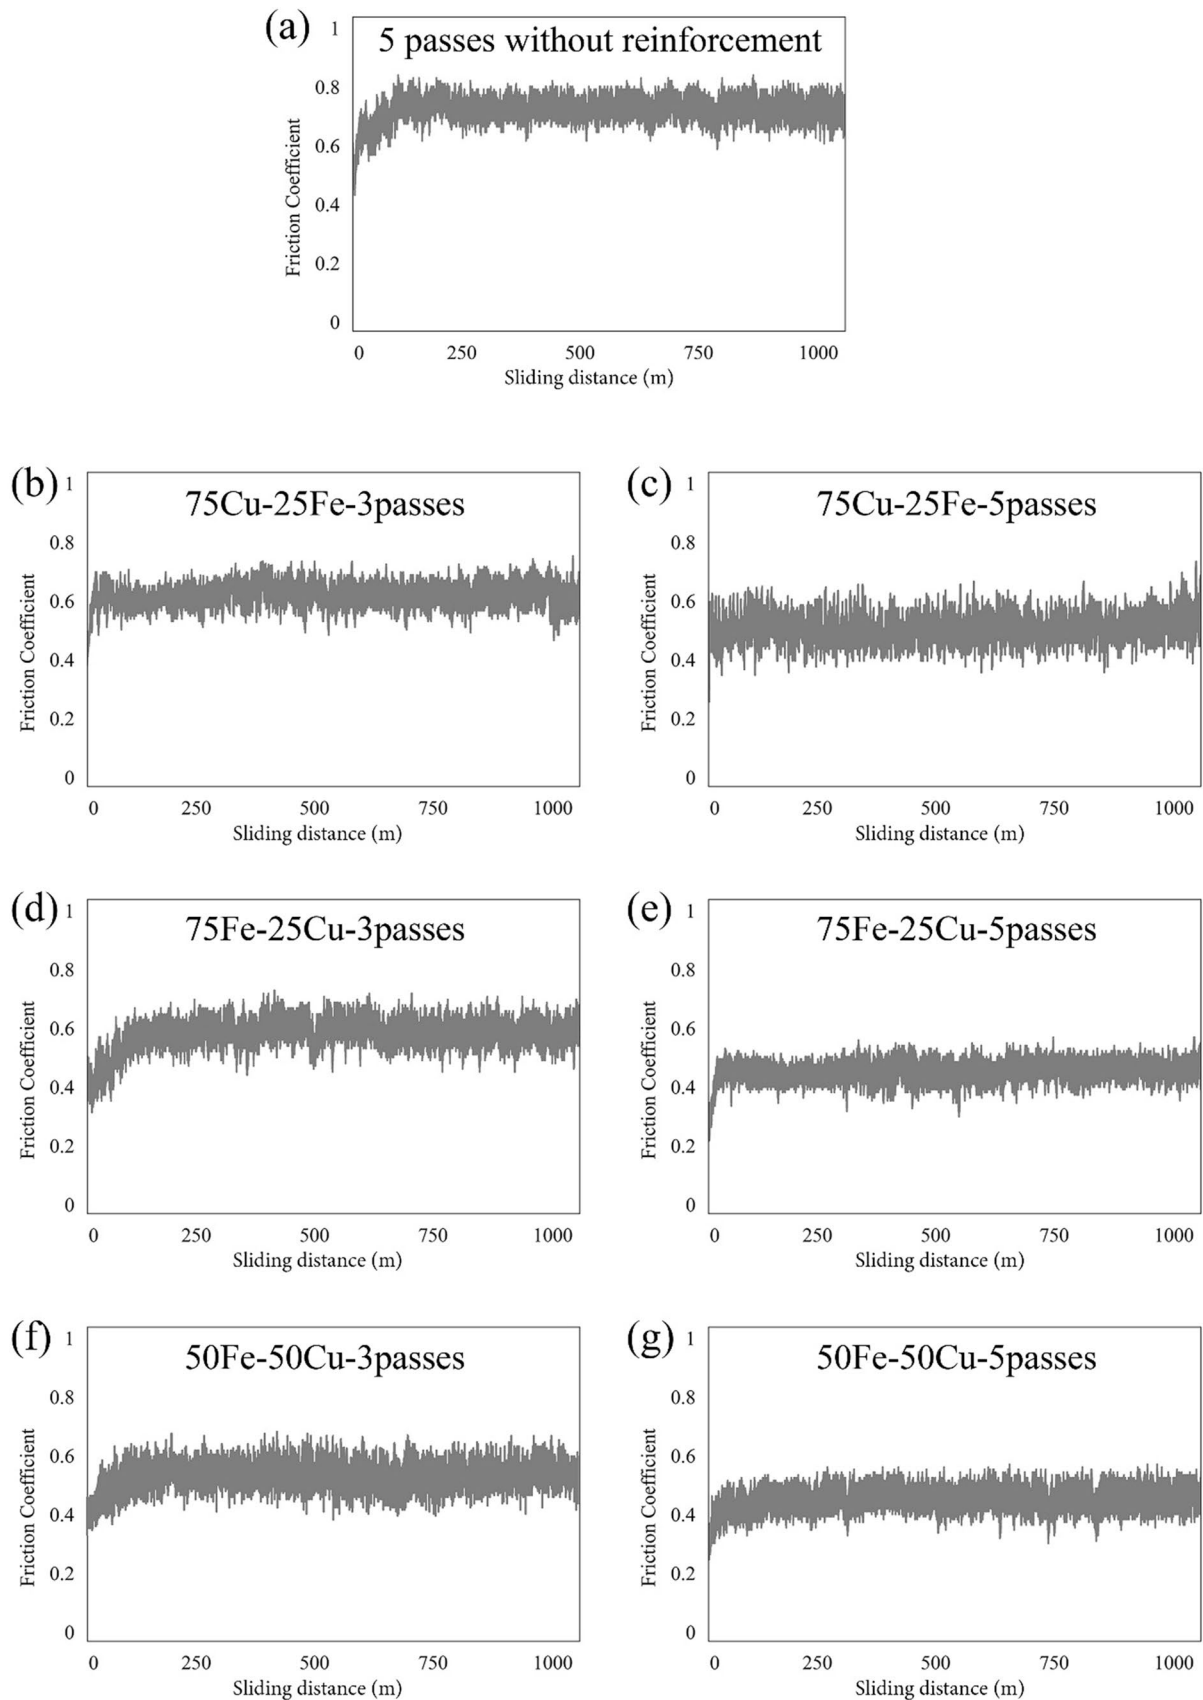 (a)
5 passes without reinforcement
1
0.8
0.6
0.4
0.2
0
Friction Coefficient
0 250 500 750 1000
Sliding distance (m)
(b)
75Cu-25Fe-3passes
1
0.8
0.6
0.4
0.2
0
Friction Coefficient
0 250 500 750 1000
Sliding distance (m)
(c)
75Cu-25Fe-5passes
1
0.8
0.6
0.4
0.2
0
Friction Coefficient
0 250 500 750 1000
Sliding distance (m)
(d)
75Fe-25Cu-3passes
1
0.8
0.6
0.4
0.2
0
Friction Coefficient
0 250 500 750 1000
Sliding distance (m)
(e)
75Fe-25Cu-5passes
1
0.8
0.6
0.4
0.2
0
Friction Coefficient
0 250 500 750 1000
Sliding distance (m)
(f)
50Fe-50Cu-3passes
1
0.8
0.6
0.4
0.2
0
Friction Coefficient
0 250 500 750 1000
Sliding distance (m)
(g)
50Fe-50Cu-5passes
1
0.8
0.6
0.4
0.2
0
Friction Coefficient
0 250 500 750 1000
Sliding distance (m)